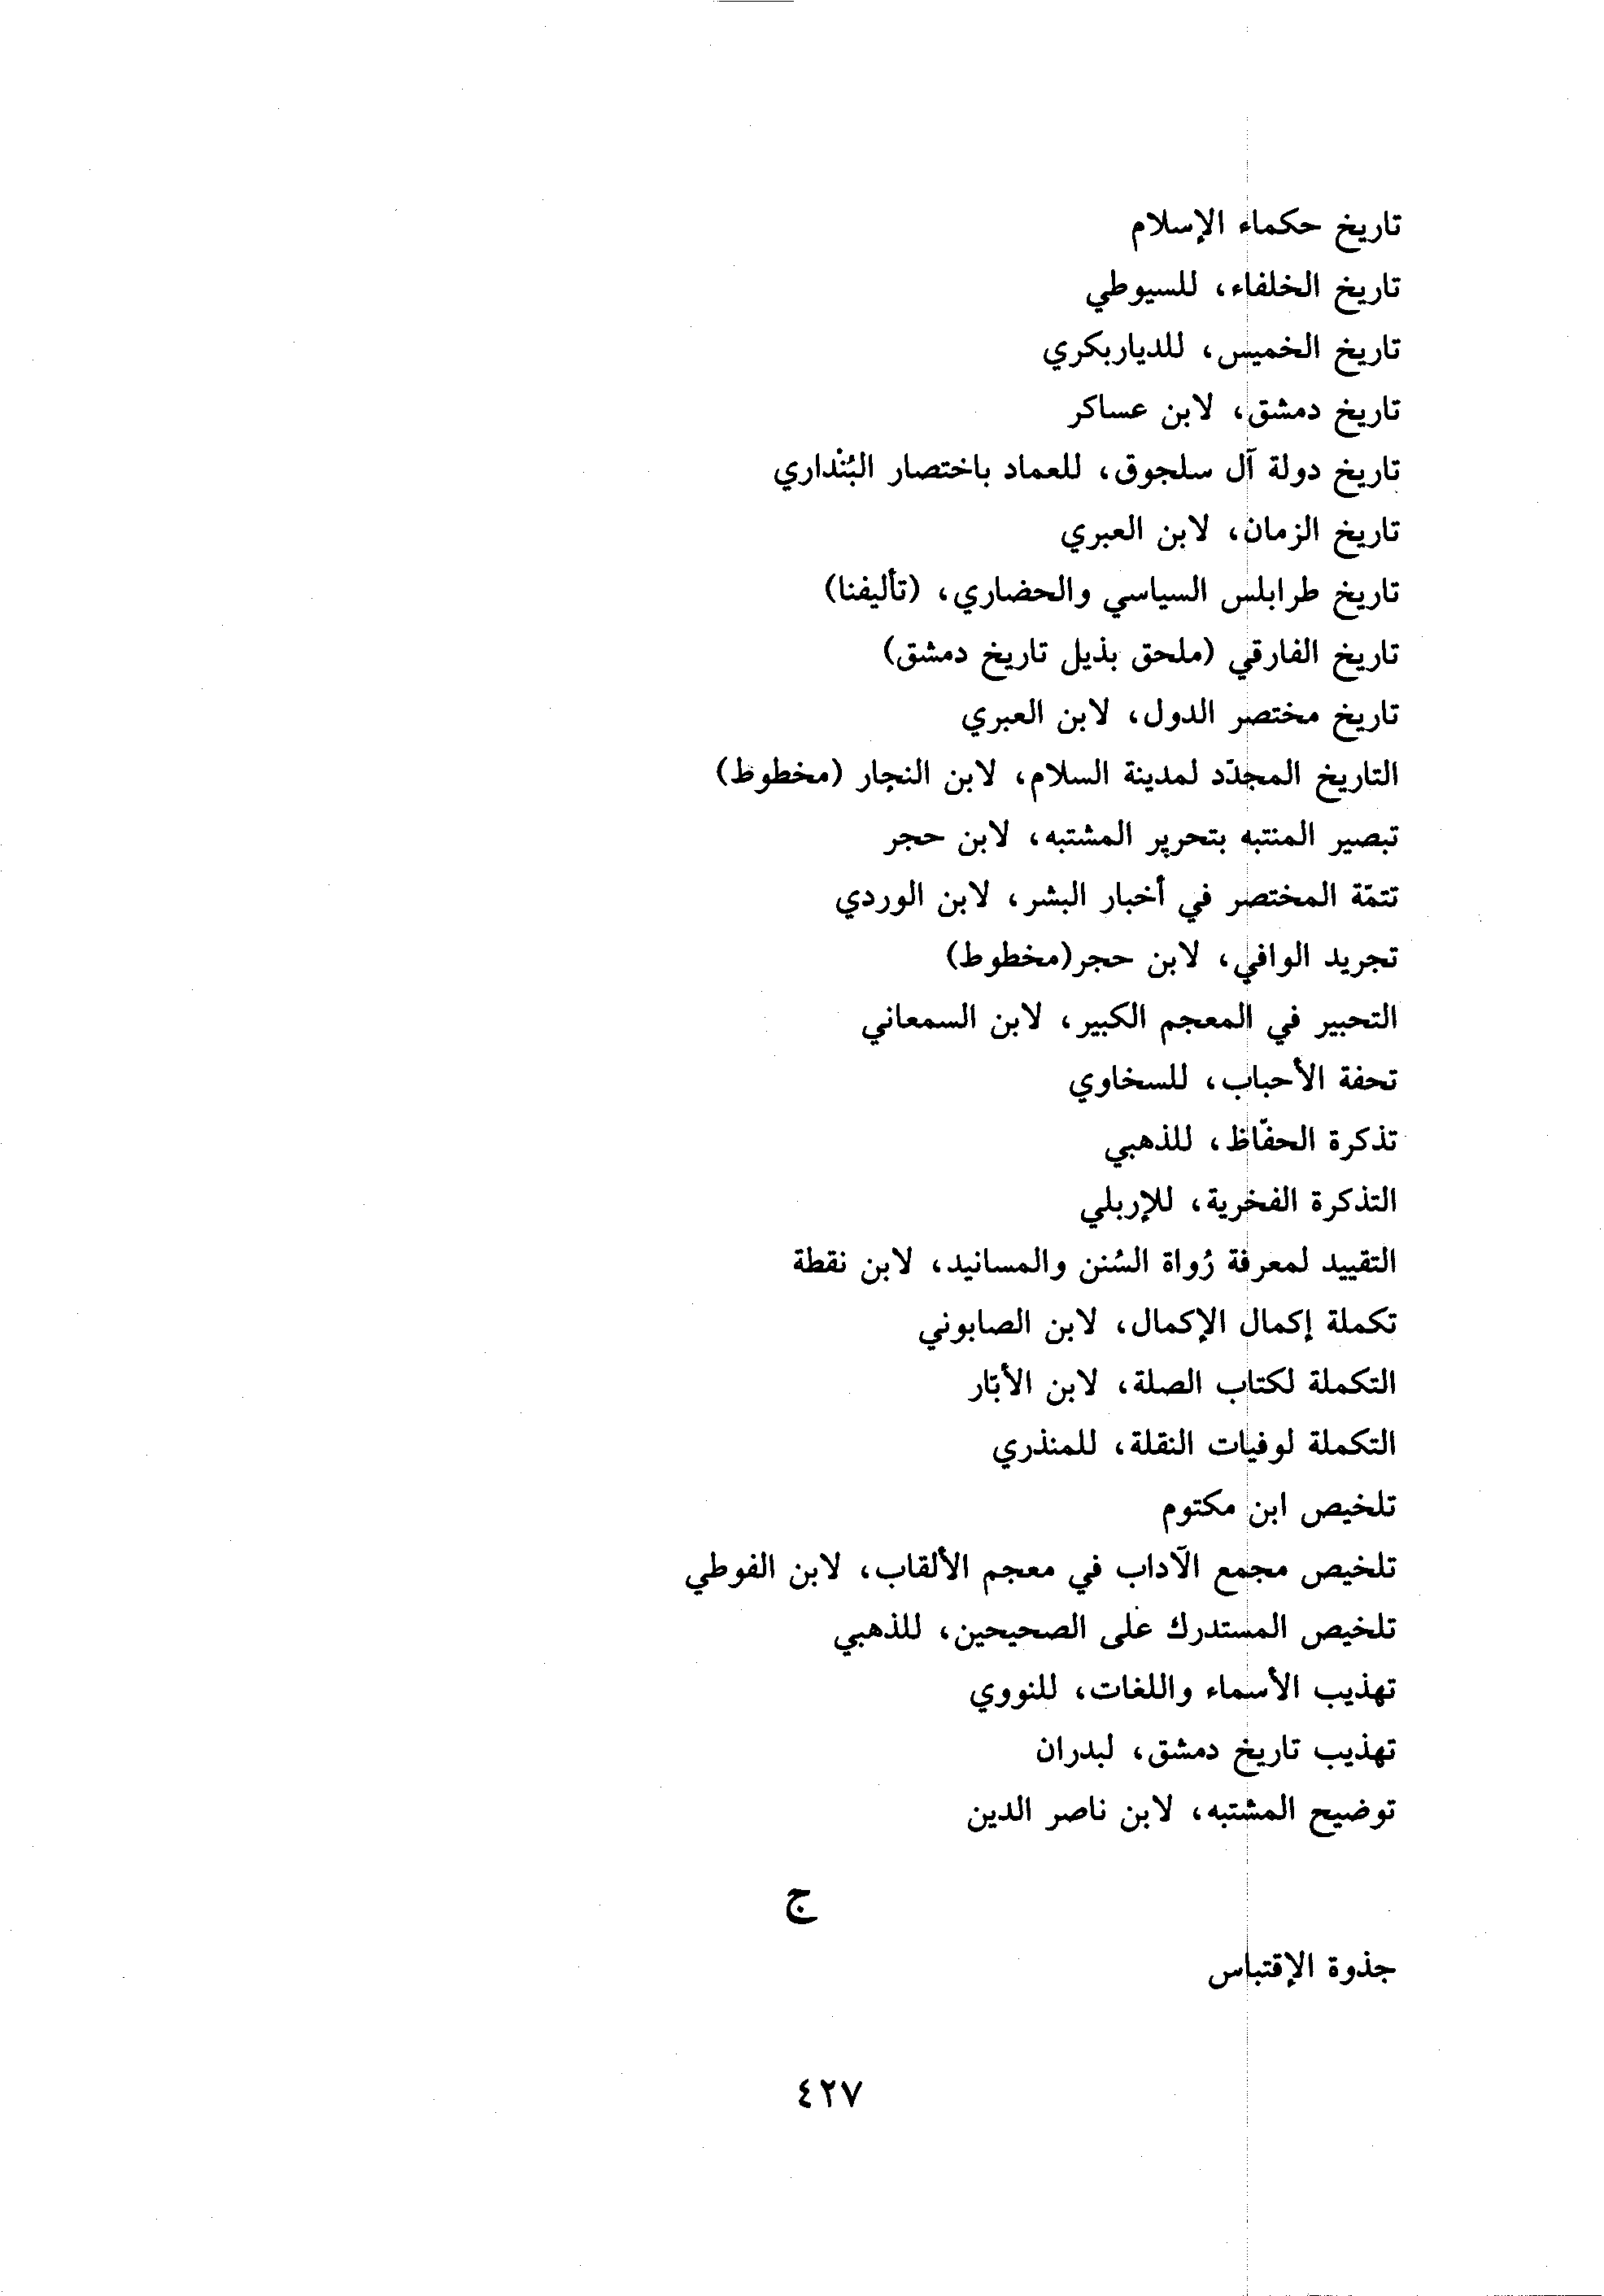 تاريخ حكماء الإسلام
تاريخ الخلفاء، للسيوطي
تاريخ الخميس، للدياربكري
تاريخ دمشق، لابن عساكر
تاريخ دولة آل سلجوق، للعماد باختصار البُنْداري
تاريخ الزمان، لابن العبري
تاريخ طرابلس السياسي والحضاري، (تأليفنا)
تاريخ الفارقي (ملحق بذيل تاريخ دمشق)
تاريخ مختصر الدول، لابن العبري
التاريخ المجدّد لمدينة السلام، لابن النجار (مخطوط)
تبصير المنتبه بتحرير المشتبه، لابن حجر
تتمّة المختصر في أخبار البشر، لابن الوردي
تجريد الوافي، لابن حجر(مخطوط)
التحبير في المعجم الكبير، لابن السمعاني
تحفة الأحباب، للسخاوي
تذكرة الحفّاظ، للذهبي
التذكرة الفخرية، للإربلي
التقييد لمعرفة رُواة السُنن والمسانيد، لابن نقطة
تكملة إكمال الإكمال، لابن الصابوني
التكملة لكتاب الصلة، لابن الأبّار
التكملة لوفيات النقلة، للمنذري
تلخيص ابن مكتوم
تلخيص مجمع الآداب في معجم الألقاب، لابن الفوطي
تلخيص المستدرك على الصحيحين، للذهبي
تهذيب الأسماء واللغات، للنووي
تهذيب تاريخ دمشق، لبدران
توضيح المشتبه، لابن ناصر الدين
ج
جذوة الإقتباس
٤٢٧